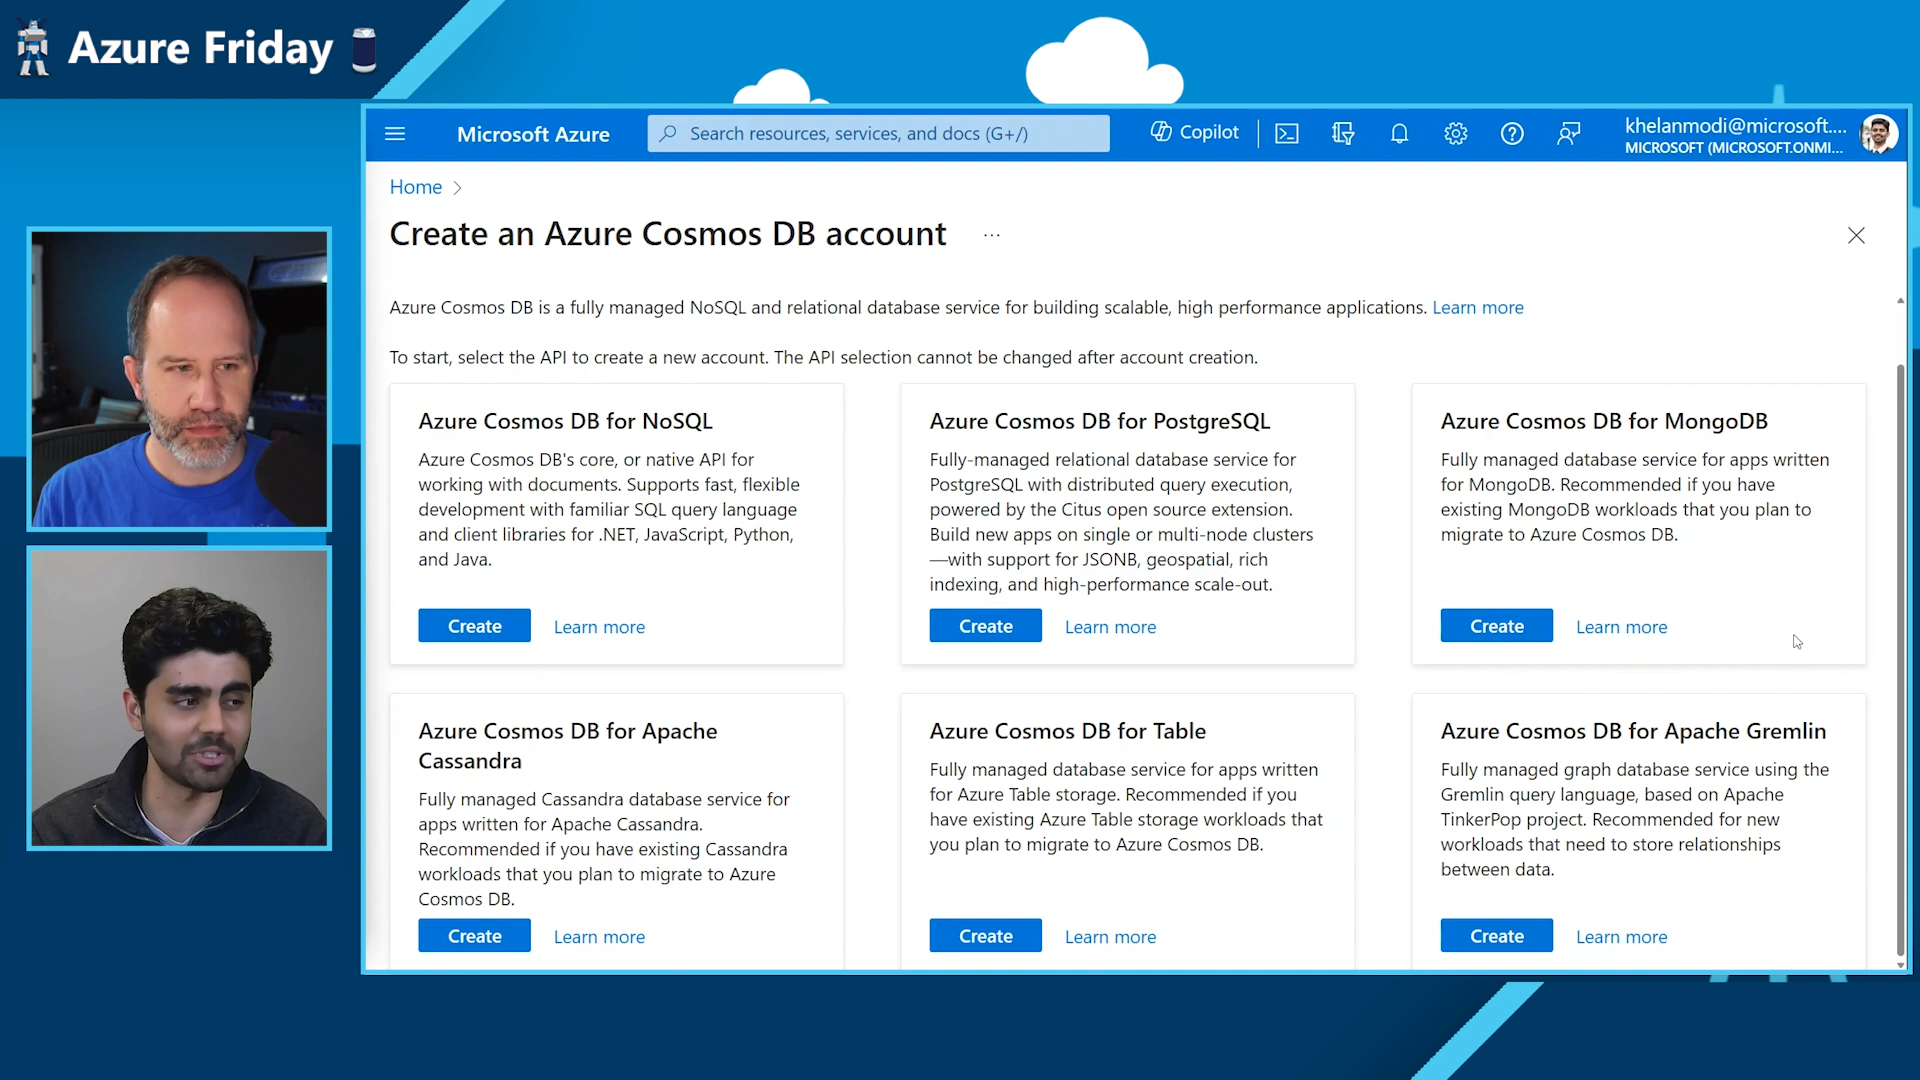 Azure Friday
Microsoft Azure
Search resources, services, and docs (G+/)
Copilot
khelanmodi@microsoft....
MICROSOFT (MICROSOFT.ONMI...
Home
Create an Azure Cosmos DB account
...
Azure Cosmos DB is a fully managed NoSQL and relational database service for building scalable, high performance applications. Learn more
To start, select the API to create a new account. The API selection cannot be changed after account creation.
Azure Cosmos DB for NoSQL
Azure Cosmos DB's core, or native API for
working with documents. Supports fast, flexible
development with familiar SQL query language
and client libraries for .NET, JavaScript, Python,
and Java.
Create
Learn more
Azure Cosmos DB for PostgreSQL
Fully-managed relational database service for
PostgreSQL with distributed query execution,
powered by the Citus open source extension.
Build new apps on single or multi-node clusters
—with support for JSONB, geospatial, rich
indexing, and high-performance scale-out.
Create
Learn more
Azure Cosmos DB for MongoDB
Fully managed database service for apps written
for MongoDB. Recommended if you have
existing MongoDB workloads that you plan to
migrate to Azure Cosmos DB.
Create
Learn more
Azure Cosmos DB for Apache
Cassandra
Fully managed Cassandra database service for
apps written for Apache Cassandra.
Recommended if you have existing Cassandra
workloads that you plan to migrate to Azure
Cosmos DB.
Create
Learn more
Azure Cosmos DB for Table
Fully managed database service for apps written
for Azure Table storage. Recommended if you
have existing Azure Table storage workloads that
you plan to migrate to Azure Cosmos DB.
Create
Learn more
Azure Cosmos DB for Apache Gremlin
Fully managed graph database service using the
Gremlin query language, based on Apache
TinkerPop project. Recommended for new
workloads that need to store relationships
between data.
Create
Learn more